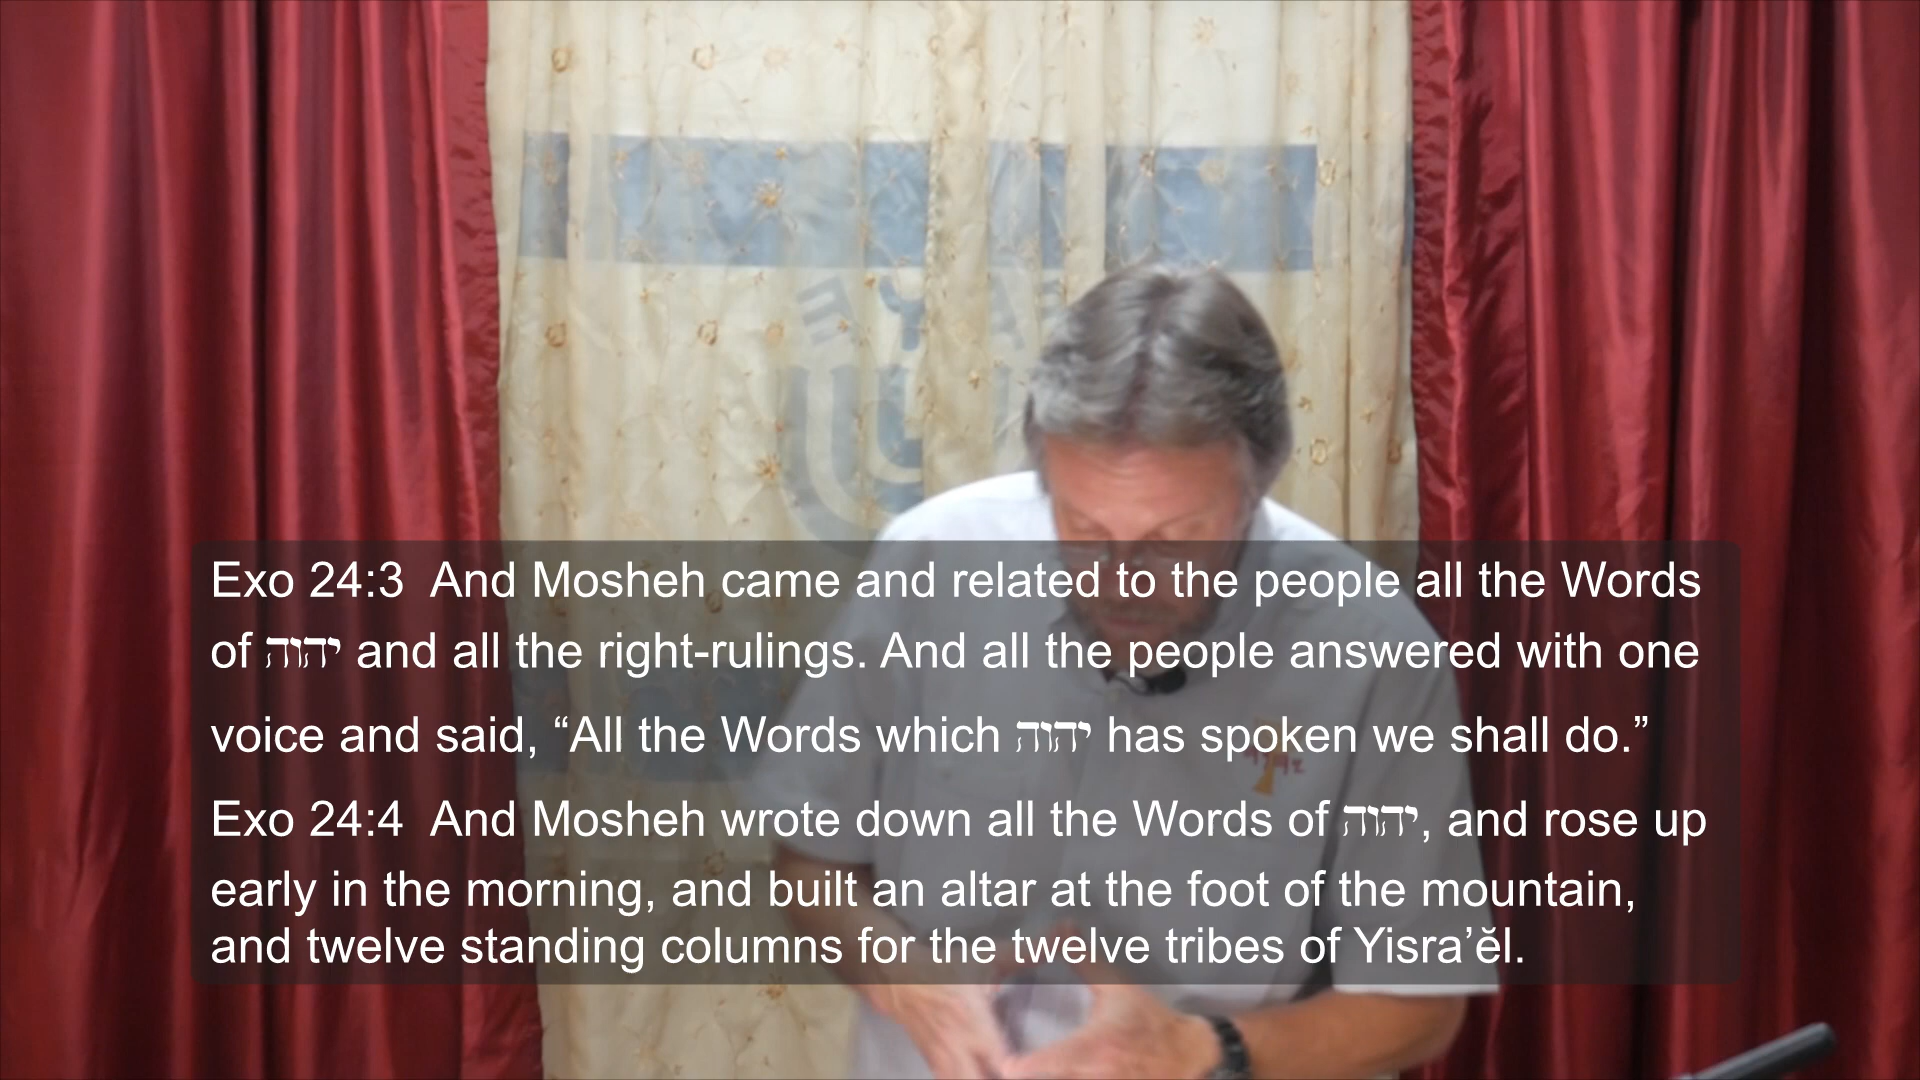 Exo 24:3  And Mosheh came and related to the people all the Words
of יהוה and all the right-rulings. And all the people answered with one
voice and said, “All the Words which יהוה has spoken we shall do.”
Exo 24:4  And Mosheh wrote down all the Words of יהוה, and rose up
early in the morning, and built an altar at the foot of the mountain,
and twelve standing columns for the twelve tribes of Yisra’ĕl.